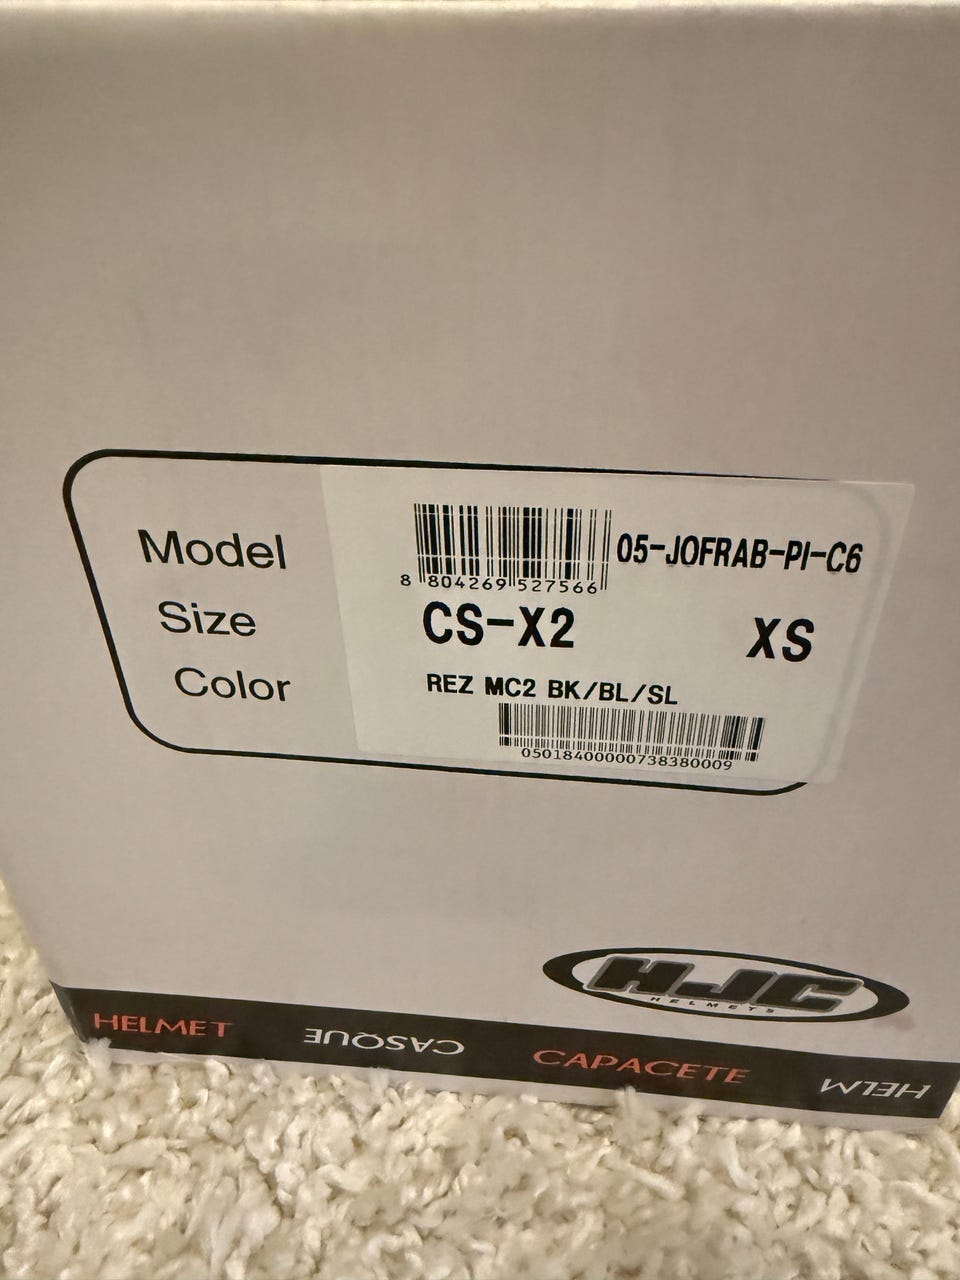 Model
Size
Color
05-JOFRAB-PI-C6
8 804269 527566
CS-X2 XS
REZ MC2 BK/BL/SL
05018400000738380009
HJC
HELMETS
HELMET CASQUE CAPACETE HELM